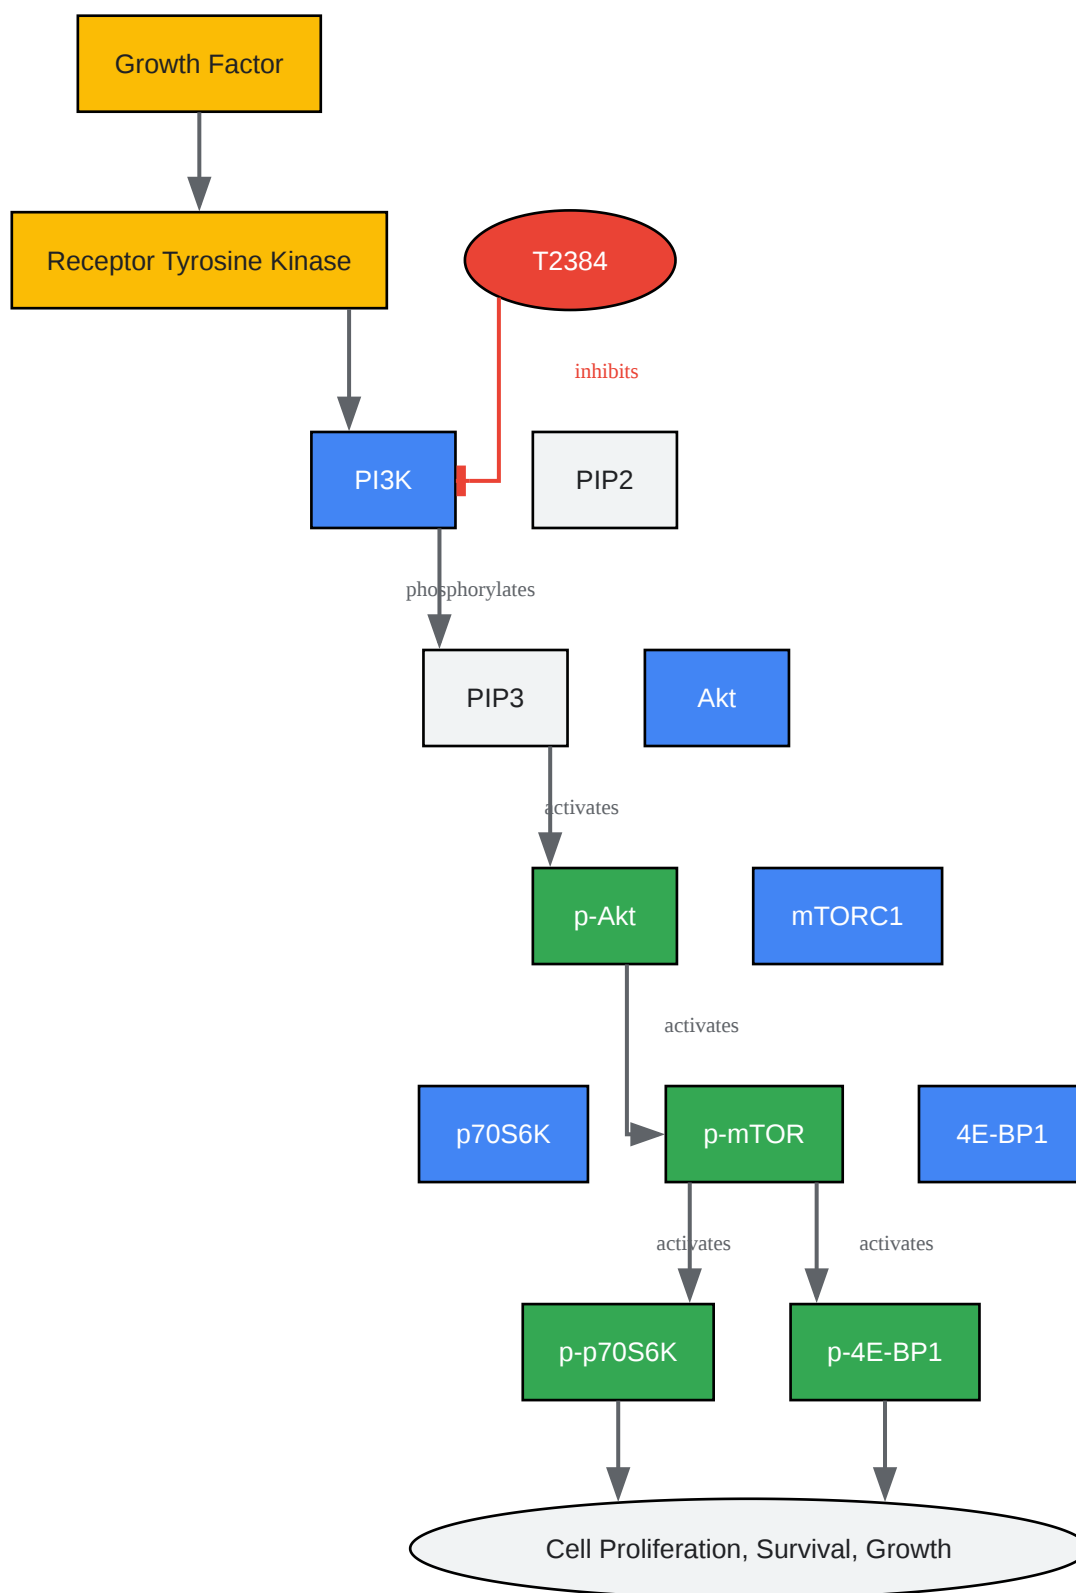 Growth Factor
Receptor Tyrosine Kinase
T2384
inhibits
PI3K
PIP2
phosphorylates
PIP3
Akt
activates
p-Akt
mTORC1
activates
p70S6K
p-mTOR
4E-BP1
activates
activates
p-p70S6K
p-4E-BP1
Cell Proliferation, Survival, Growth